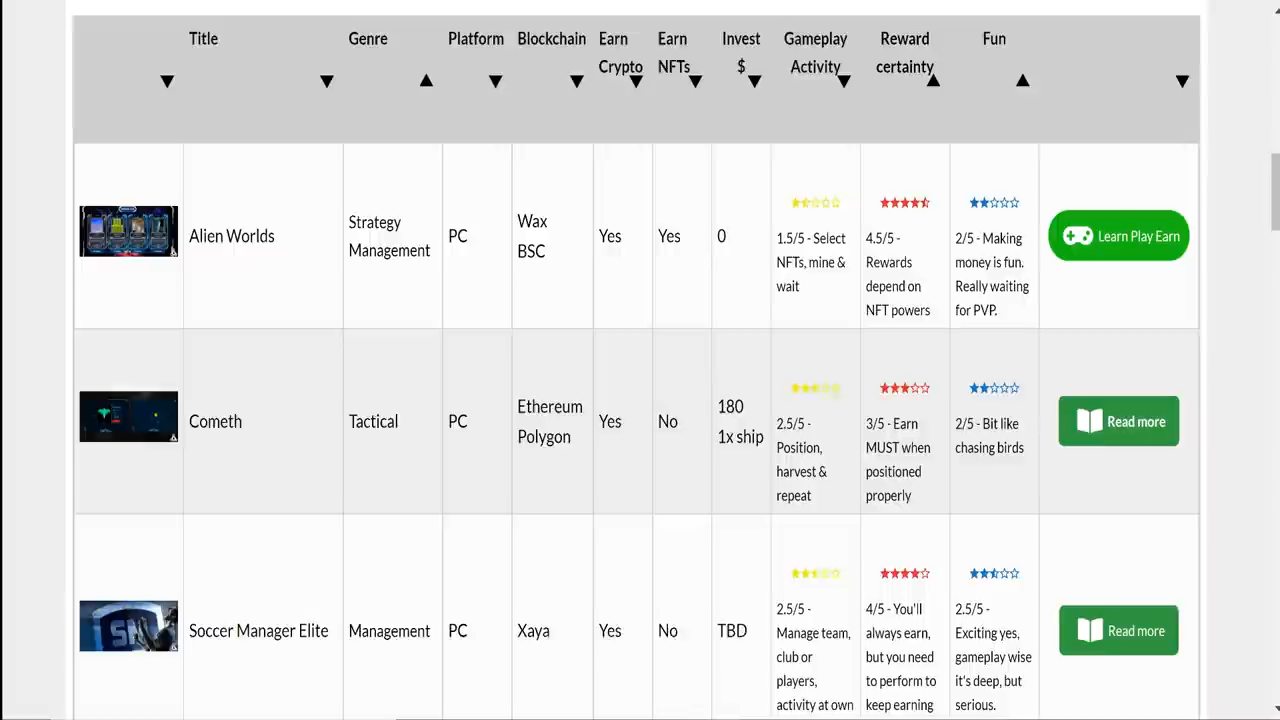 Title
Genre
Platform
Blockchain
Earn
Crypto
Earn
NFTs
Invest
$
Gameplay
Activity
Reward
certainty
Fun
Alien Worlds
Strategy
Management
PC
Wax
BSC
Yes
Yes
0
1.5/5 - Select
NFTs, mine &
wait
4.5/5 -
Rewards
depend on
NFT powers
2/5 - Making
money is fun.
Really waiting
for PVP.
Learn Play Earn
Cometh
Tactical
PC
Ethereum
Polygon
Yes
No
180
1x ship
2.5/5 -
Position,
harvest &
repeat
3/5 - Earn
MUST when
positioned
properly
2/5 - Bit like
chasing birds
Read more
Soccer Manager Elite
Management
PC
Xaya
Yes
No
TBD
2.5/5 -
Manage team,
club or
players,
activity at own
4/5 - You'll
always earn,
but you need
to perform to
keep earning
2.5/5 -
Exciting yes,
gameplay wise
it's deep, but
serious.
Read more